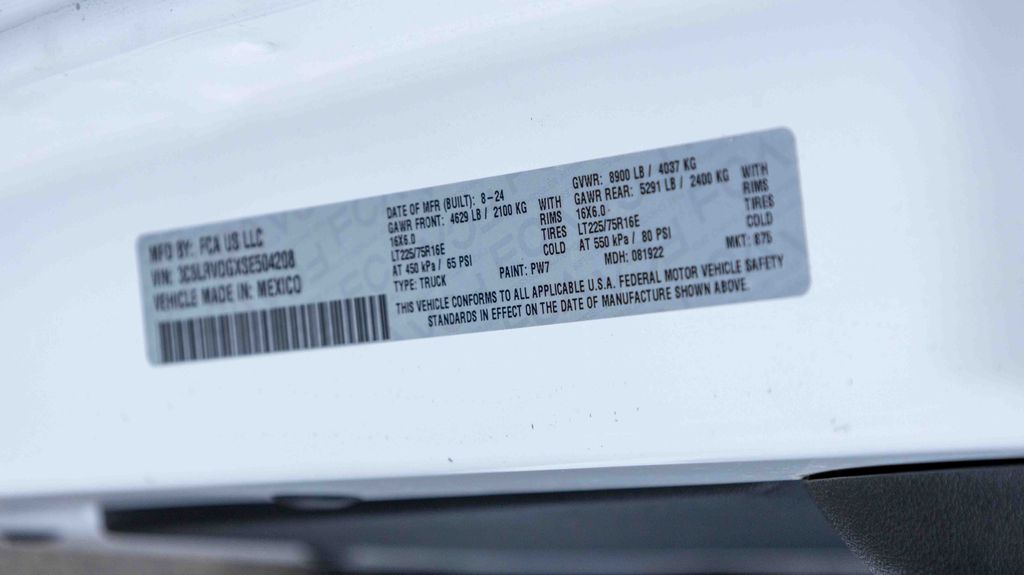 MFD BY: FCA US LLC
VIN: 3C6LRVDGXSE504208
VEHICLE MADE IN: MEXICO
DATE OF MFR (BUILT): 8-24
GAWR FRONT: 4629 LB / 2100 KG WITH
16X6.0 RIMS
LT225/75R16E TIRES
AT 450 kPa / 65 PSI COLD
TYPE: TRUCK PAINT: PW7
GVWR: 8900 LB / 4037 KG
GAWR REAR: 5291 LB / 2400 KG WITH
16X6.0 RIMS
LT225/75R16E TIRES
AT 550 kPa / 80 PSI COLD
MDH: 081922 MKT: 875
THIS VEHICLE CONFORMS TO ALL APPLICABLE U.S.A. FEDERAL MOTOR VEHICLE SAFETY
STANDARDS IN EFFECT ON THE DATE OF MANUFACTURE SHOWN ABOVE.